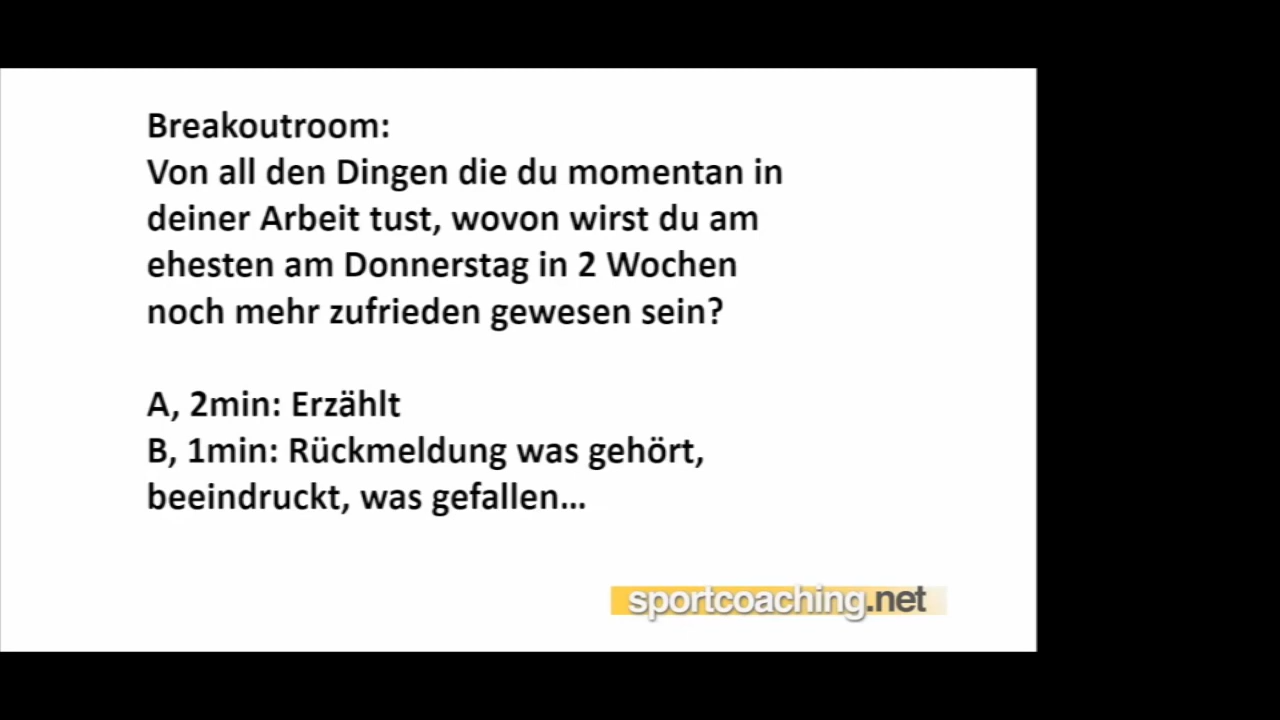 Breakoutroom:
Von all den Dingen die du momentan in
deiner Arbeit tust, wovon wirst du am
ehesten am Donnerstag in 2 Wochen
noch mehr zufrieden gewesen sein?
A, 2min: Erzählt
B, 1min: Rückmeldung was gehört,
beeindruckt, was gefallen...
sportcoaching.net